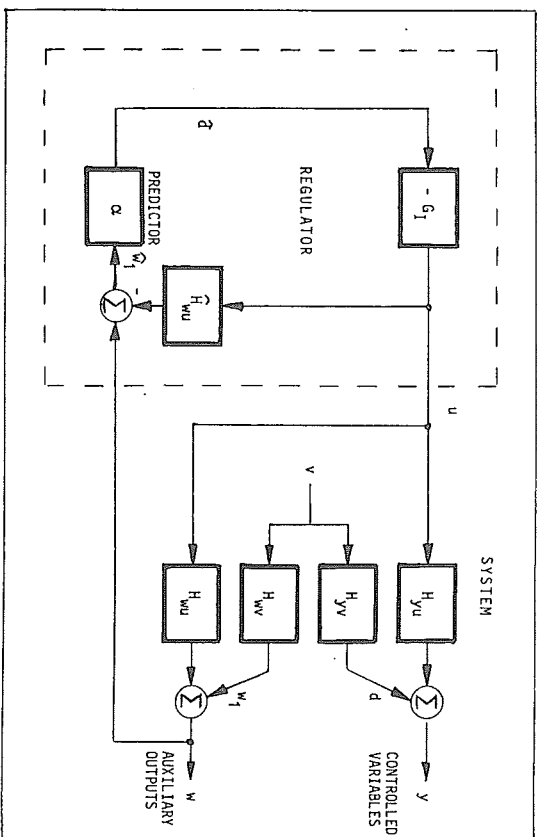 SYSTEM
u
- G_I
H_yu
Σ
y
CONTROLLED
VARIABLES
d
H_yv
v
REGULATOR
H_wv
w_1
d̂
Ĥ_wu
H_wu
Σ
w
AUXILIARY
OUTPUTS
PREDICTOR
α
ŵ_1
-
Σ